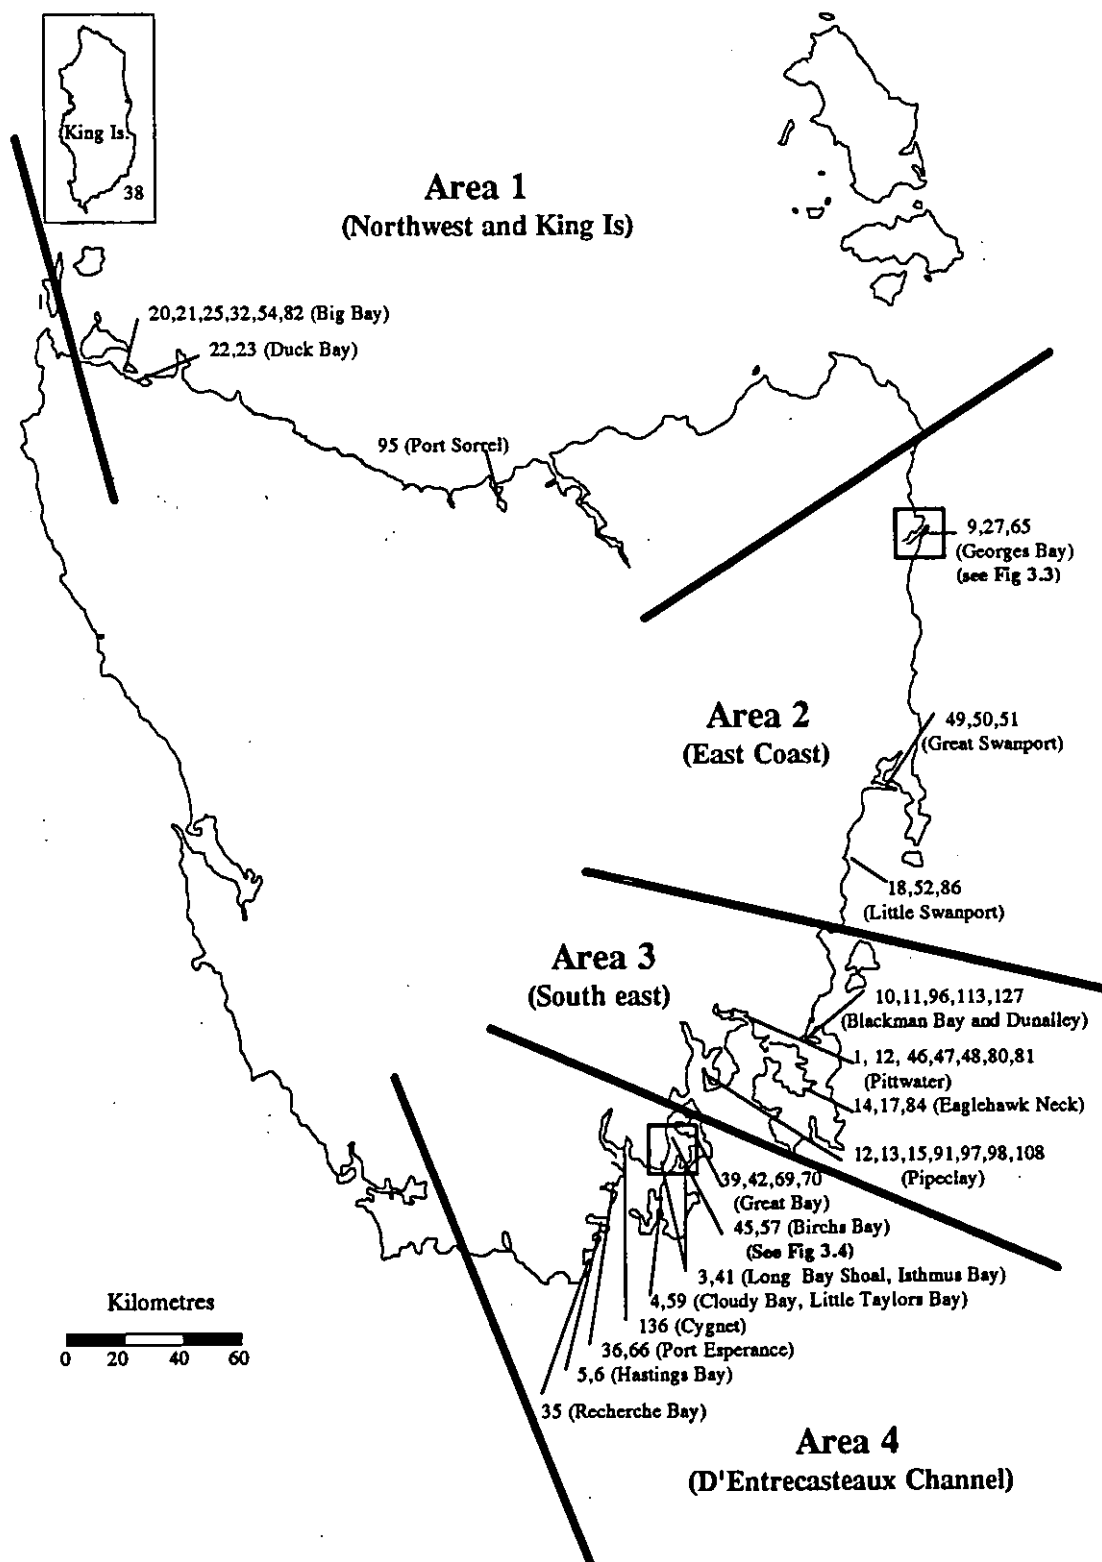 King Is.
38
Area 1
(Northwest and King Is)
20,21,25,32,54,82 (Big Bay)
22,23 (Duck Bay)
95 (Port Sorrel)
9,27,65
(Georges Bay)
(see Fig 3.3)
Area 2
(East Coast)
49,50,51
(Great Swanport)
18,52,86
(Little Swanport)
Area 3
(South east)
10,11,96,113,127
(Blackman Bay and Dunalley)
1, 12, 46,47,48,80,81
(Pittwater)
14,17,84 (Eaglehawk Neck)
12,13,15,91,97,98,108
(Pipeclay)
39,42,69,70
(Great Bay)
45,57 (Birchs Bay)
(See Fig 3.4)
3,41 (Long Bay Shoal, Isthmus Bay)
4,59 (Cloudy Bay, Little Taylors Bay)
136 (Cygnet)
36,66 (Port Esperance)
5,6 (Hastings Bay)
35 (Recherche Bay)
Kilometres
0 20 40 60
Area 4
(D'Entrecasteaux Channel)